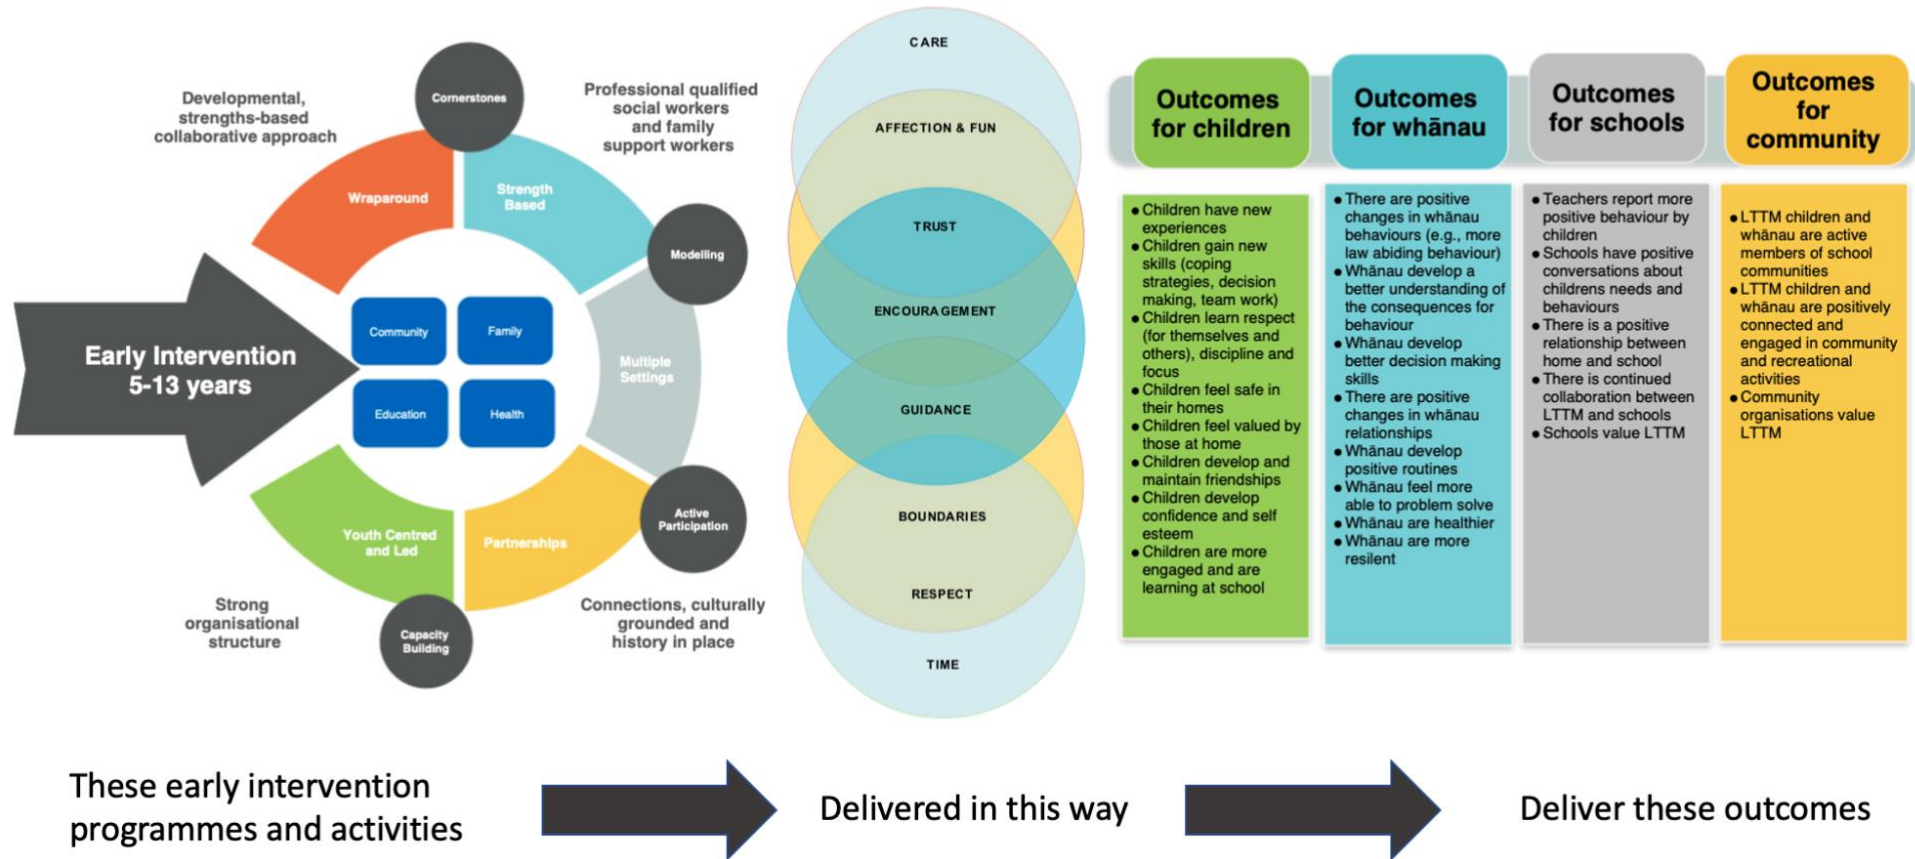 Developmental,
strengths-based
collaborative approach
Cornerstones
Professional qualified
social workers
and family
support workers
Wraparound
Strength
Based
Modelling
Early Intervention
5-13 years
Community
Family
Education
Health
Multiple
Settings
Youth Centred
and Led
Partnerships
Active
Participation
Strong
organisational
structure
Capacity
Building
Connections, culturally
grounded and
history in place
CARE
AFFECTION & FUN
TRUST
ENCOURAGEMENT
GUIDANCE
BOUNDARIES
RESPECT
TIME
Outcomes
for children
● Children have new
experiences
● Children gain new
skills (coping
strategies, decision
making, team work)
● Children learn respect
(for themselves and
others), discipline and
focus
● Children feel safe in
their homes
● Children feel valued by
those at home
● Children develop and
maintain friendships
● Children develop
confidence and self
esteem
● Children are more
engaged and are
learning at school
Outcomes
for whānau
● There are positive
changes in whānau
behaviours (e.g., more
law abiding behaviour)
● Whānau develop a
better understanding of
the consequences for
behaviour
● Whānau develop
better decision making
skills
● There are positive
changes in whānau
relationships
● Whānau develop
positive routines
● Whānau feel more
able to problem solve
● Whānau are healthier
● Whānau are more
resilent
Outcomes
for schools
● Teachers report more
positive behaviour by
children
● Schools have positive
conversations about
childrens needs and
behaviours
● There is a positive
relationship between
home and school
● There is continued
collaboration between
LTTM and schools
● Schools value LTTM
Outcomes
for
community
● LTTM children and
whānau are active
members of school
communities
● LTTM children and
whānau are positively
connected and
engaged in community
and recreational
activities
● Community
organisations value
LTTM
These early intervention
programmes and activities
Delivered in this way
Deliver these outcomes